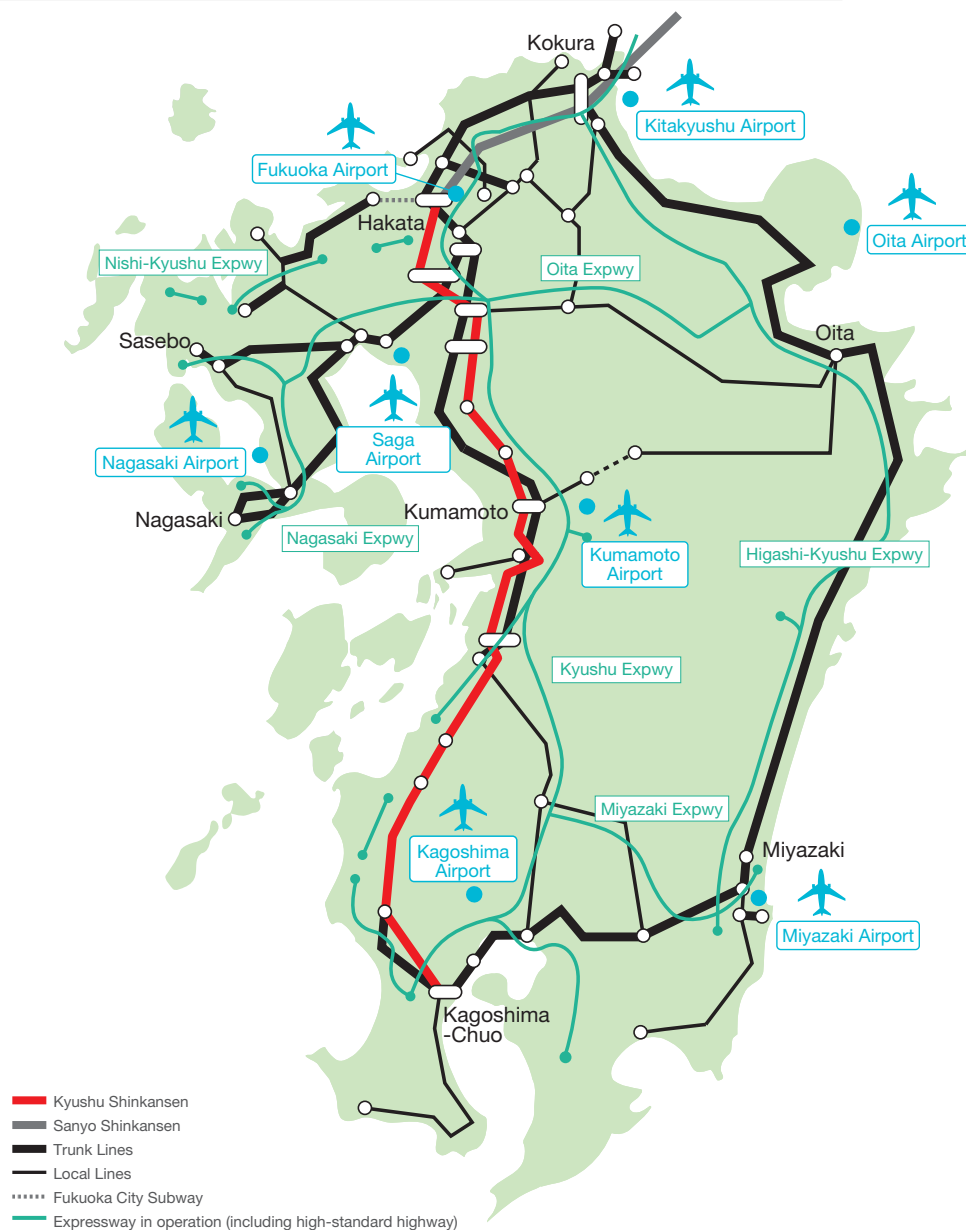 Kokura
Kitakyushu Airport
Fukuoka Airport
Hakata
Oita Airport
Nishi-Kyushu Expwy
Oita Expwy
Sasebo
Oita
Saga
Airport
Nagasaki Airport
Nagasaki
Kumamoto
Nagasaki Expwy
Kumamoto
Airport
Higashi-Kyushu Expwy
Kyushu Expwy
Miyazaki Expwy
Kagoshima
Airport
Miyazaki
Miyazaki Airport
Kagoshima
-Chuo
Kyushu Shinkansen
Sanyo Shinkansen
Trunk Lines
Local Lines
Fukuoka City Subway
Expressway in operation (including high-standard highway)